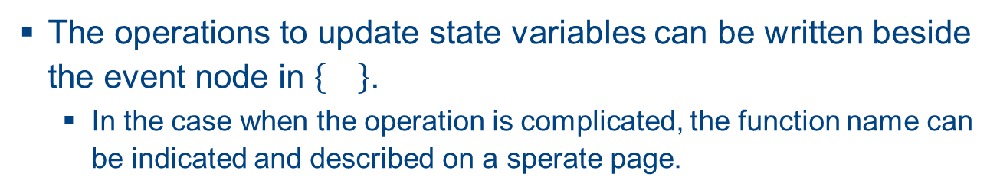 ▪ The operations to update state variables can be written beside
the event node in { }.
▪ In the case when the operation is complicated, the function name can
be indicated and described on a sperate page.